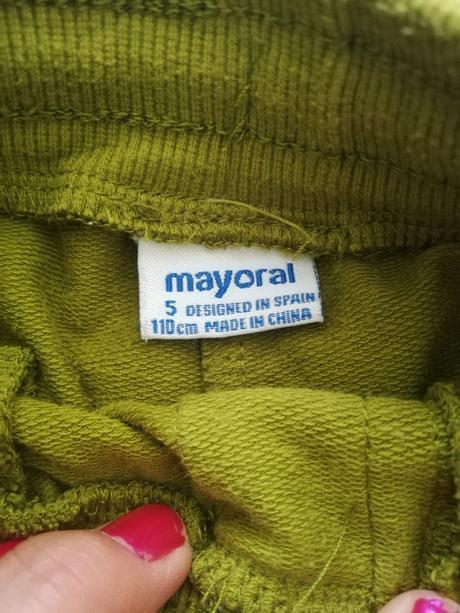 mayoral
5 DESIGNED IN SPAIN
110cm MADE IN CHINA